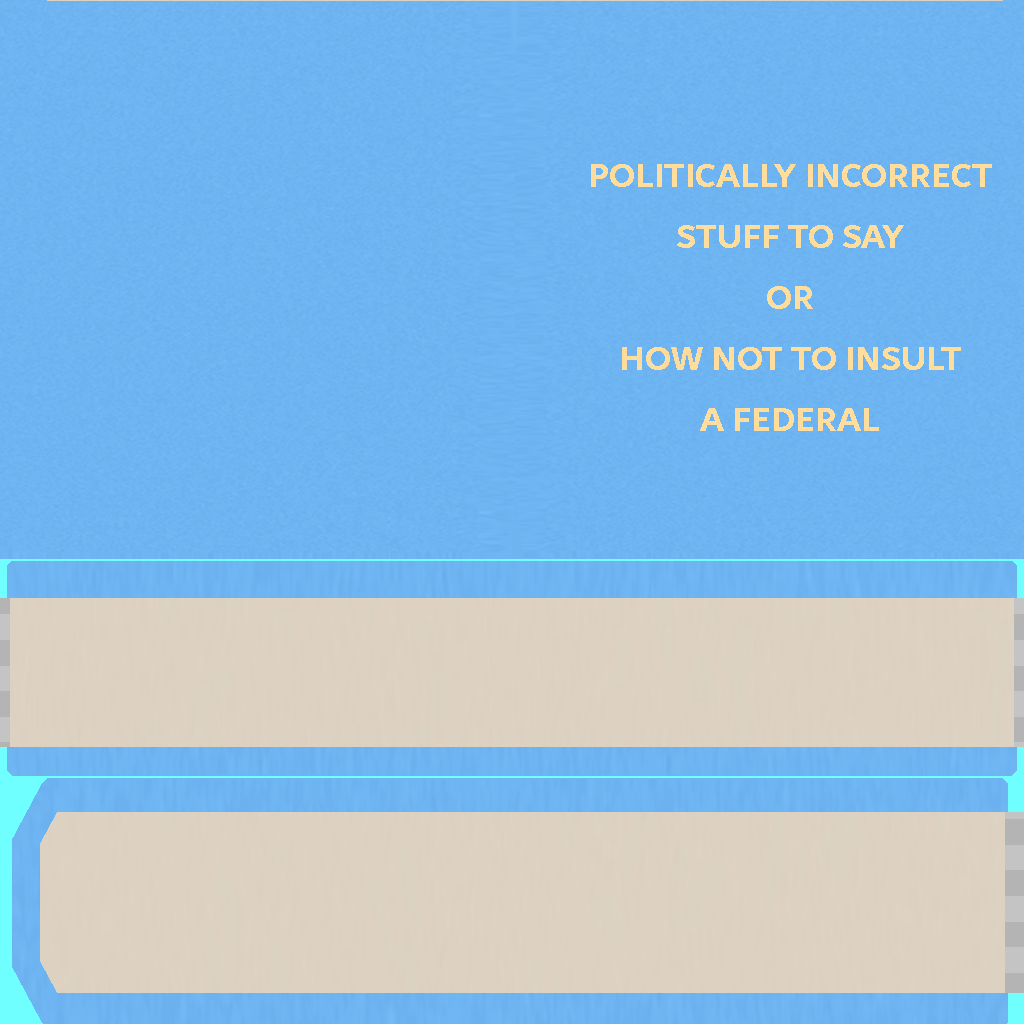 POLITICALLY INCORRECT
STUFF TO SAY
OR
HOW NOT TO INSULT
A FEDERAL